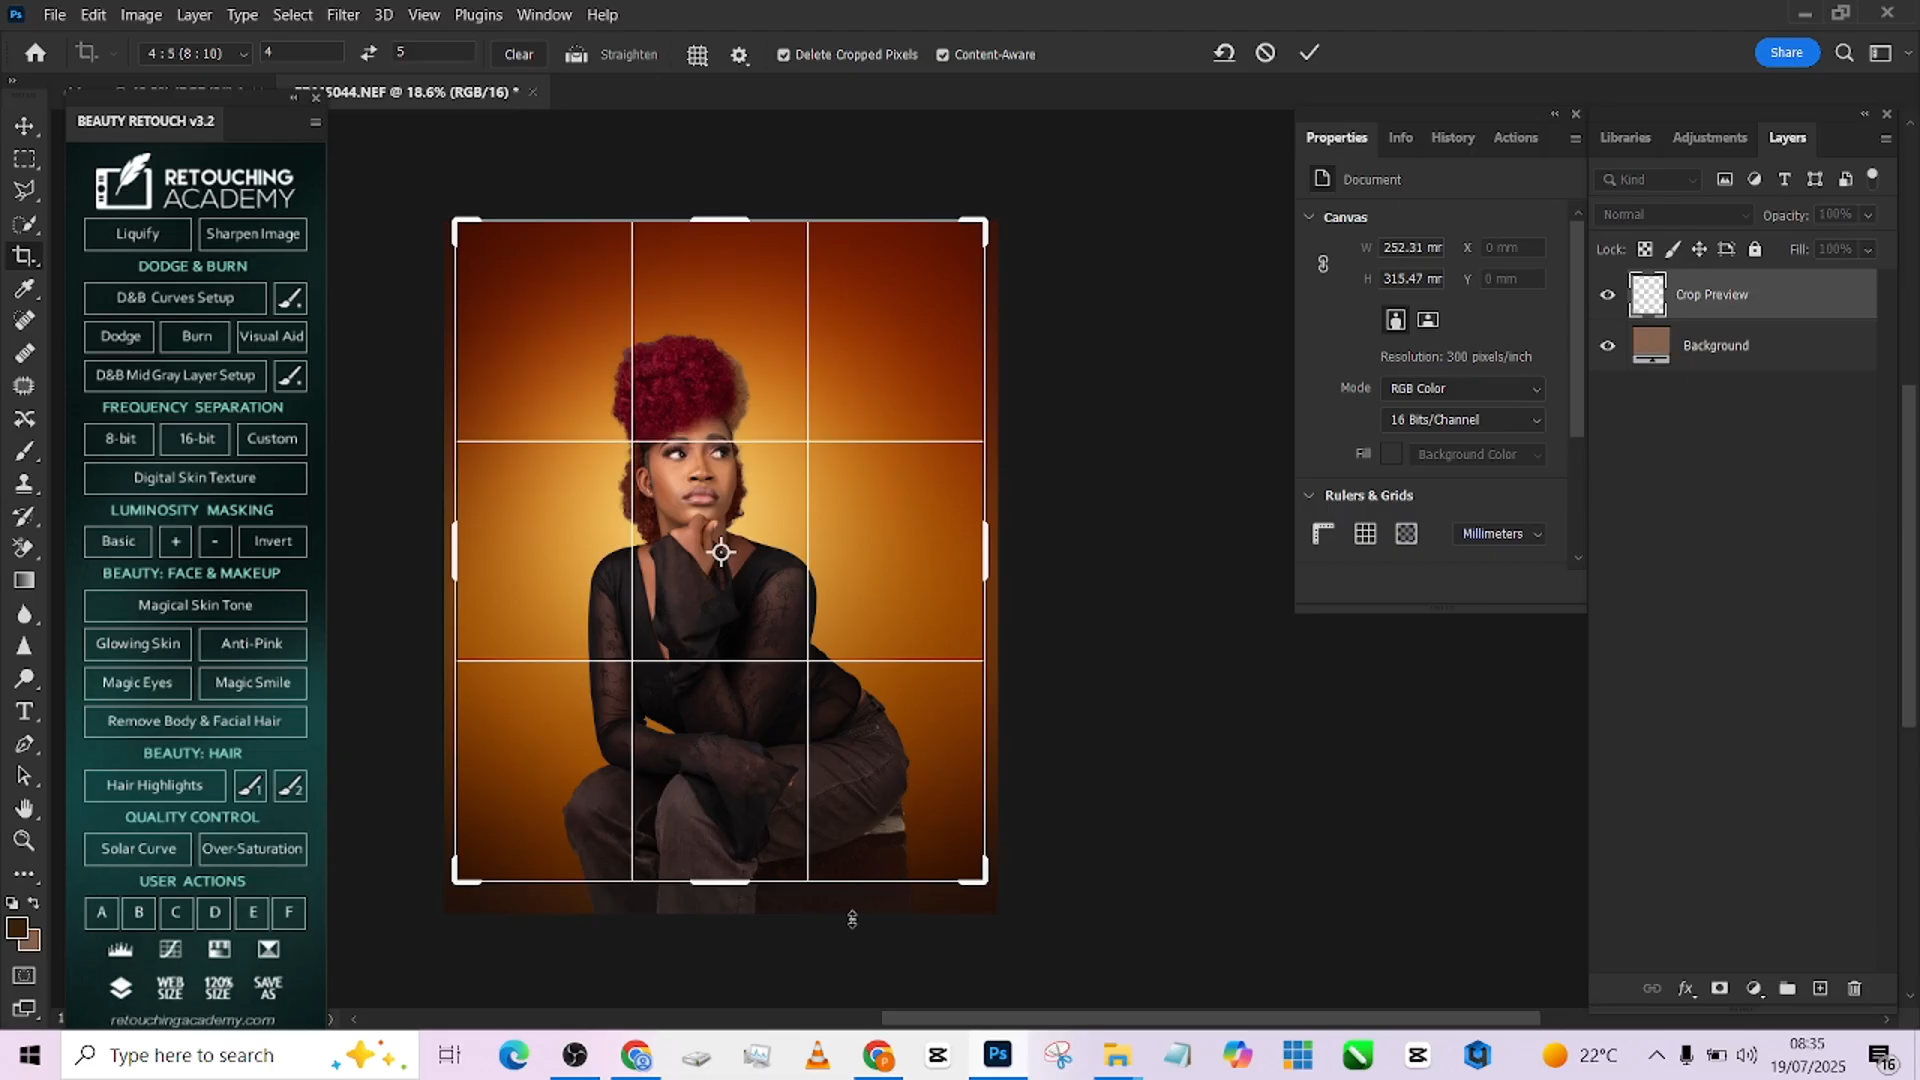 Ps File Edit Image Layer Type Select Filter 3D View Plugins Window Help
4 : 5 (8 : 10) 4 5 Clear Straighten Delete Cropped Pixels Content-Aware Share
5044.NEF @ 18.6% (RGB/16) *
BEAUTY RETOUCH v3.2
RETOUCHING
ACADEMY
Liquify Sharpen Image
DODGE & BURN
D&B Curves Setup
Dodge Burn Visual Aid
D&B Mid Gray Layer Setup
FREQUENCY SEPARATION
8-bit 16-bit Custom
Digital Skin Texture
LUMINOSITY MASKING
Basic + - Invert
BEAUTY: FACE & MAKEUP
Magical Skin Tone
Glowing Skin Anti-Pink
Magic Eyes Magic Smile
Remove Body & Facial Hair
BEAUTY: HAIR
Hair Highlights 1 2
QUALITY CONTROL
Solar Curve Over-Saturation
USER ACTIONS
A B C D E F
WEB SIZE 120% SIZE SAVE AS
retouchingacademy.com
Properties Info History Actions
Document
Canvas
W 252.31 mr X 0 mm
H 315.47 mr Y 0 mm
Resolution: 300 pixels/inch
Mode RGB Color
16 Bits/Channel
Fill Background Color
Rulers & Grids
Millimeters
Libraries Adjustments Layers
Kind
Normal Opacity: 100%
Lock: Fill: 100%
Crop Preview
Background
fx
Type here to search
Ps
22°C
08:35
19/07/2025
16